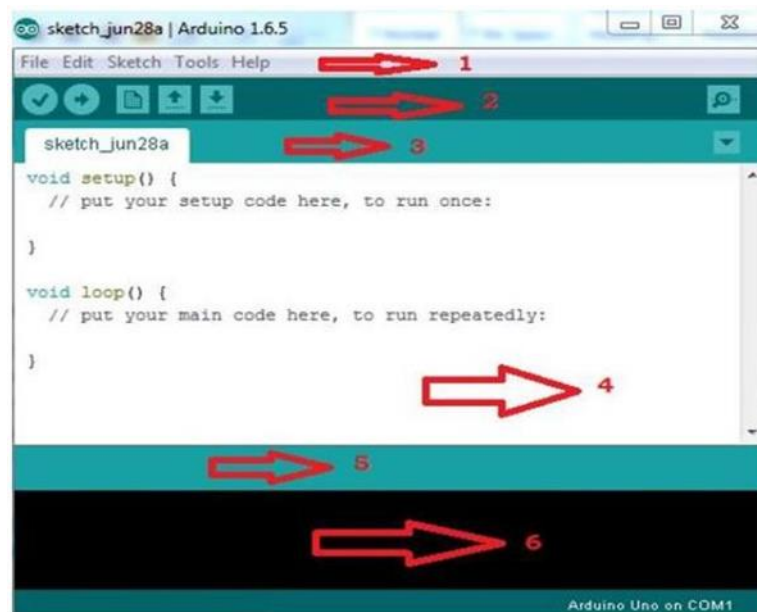 sketch_jun28a | Arduino 1.6.5
File Edit Sketch Tools Help 1
2
sketch_jun28a 3
void setup() {
// put your setup code here, to run once:
}
void loop() {
// put your main code here, to run repeatedly:
}
4
5
6
Arduino Uno on COM1